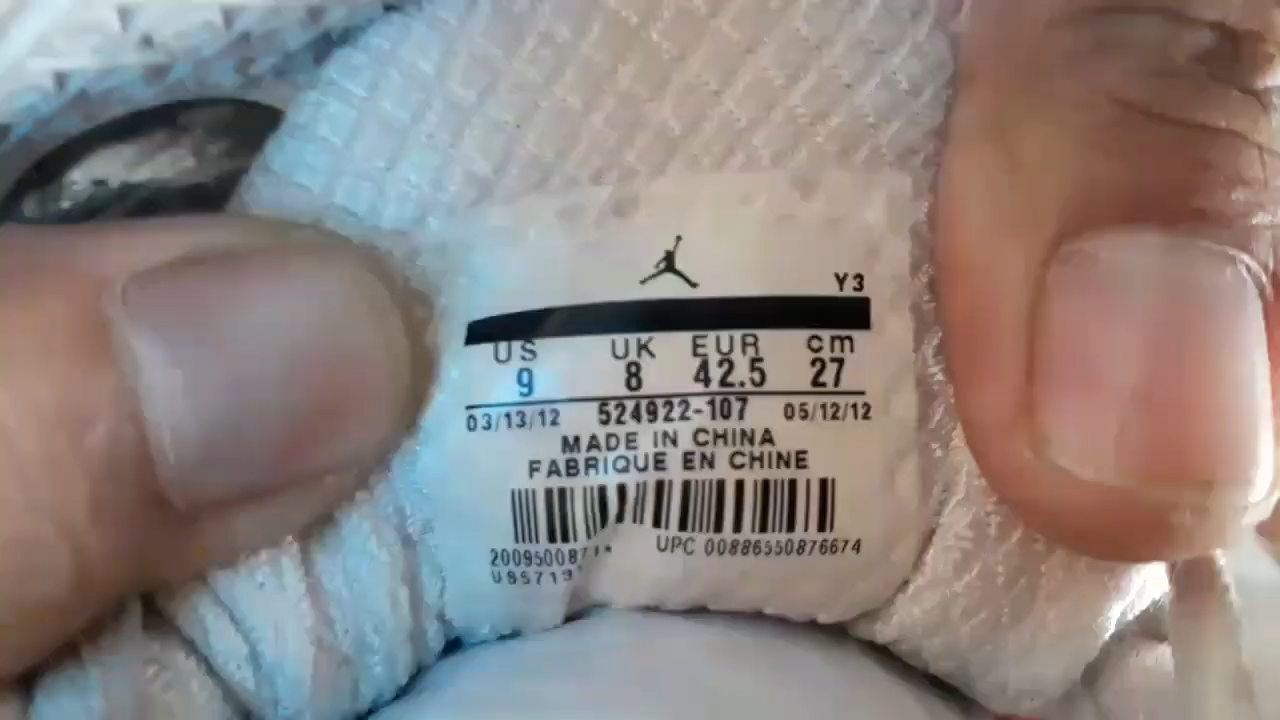 Y3
US UK EUR cm
9 8 42.5 27
03/13/12 524922-107 05/12/12
MADE IN CHINA
FABRIQUE EN CHINE
UPC 00886550876674